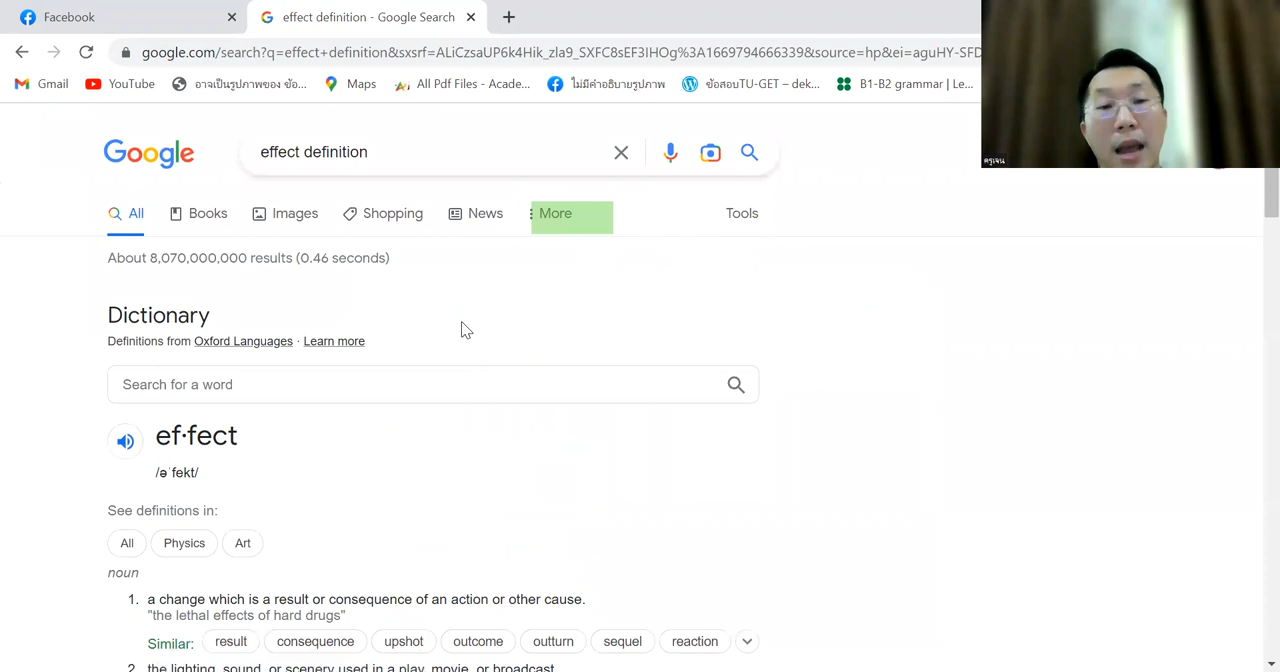 Facebook
effect definition - Google Search
google.com/search?q=effect+definition&sxsrf=ALiCzsaUP6k4Hik_zla9_SXFC8sEF3IHOg%3A1669794666339&source=hp&ei=aguHY-SFD
Gmail YouTube อาจเป็นรูปภาพของ ข้อ... Maps All Pdf Files - Acade... ไม่มีคำอธิบายรูปภาพ ข้อสอบTU-GET – dek... B1-B2 grammar | Le...
ครูเจน
Google effect definition
All Books Images Shopping News More Tools
About 8,070,000,000 results (0.46 seconds)
Dictionary
Definitions from Oxford Languages · Learn more
Search for a word
ef·fect
/əˈfekt/
See definitions in:
All Physics Art
noun
1. a change which is a result or consequence of an action or other cause.
"the lethal effects of hard drugs"
Similar: result consequence upshot outcome outturn sequel reaction
2. the lighting, sound, or scenery used in a play, movie, or broadcast.